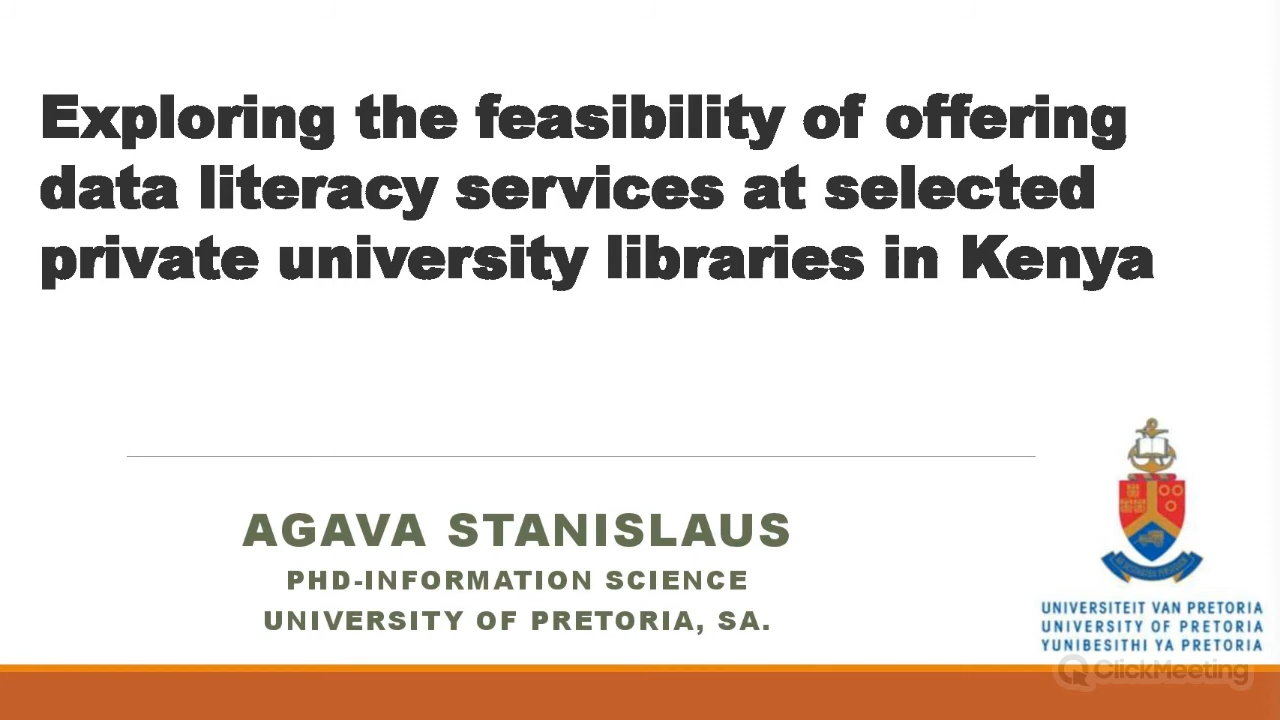 Exploring the feasibility of offering
data literacy services at selected
private university libraries in Kenya
AGAVA STANISLAUS
PHD-INFORMATION SCIENCE
UNIVERSITY OF PRETORIA, SA.
UNIVERSITEIT VAN PRETORIA
UNIVERSITY OF PRETORIA
YUNIBESITHI YA PRETORIA
ClickMeeting